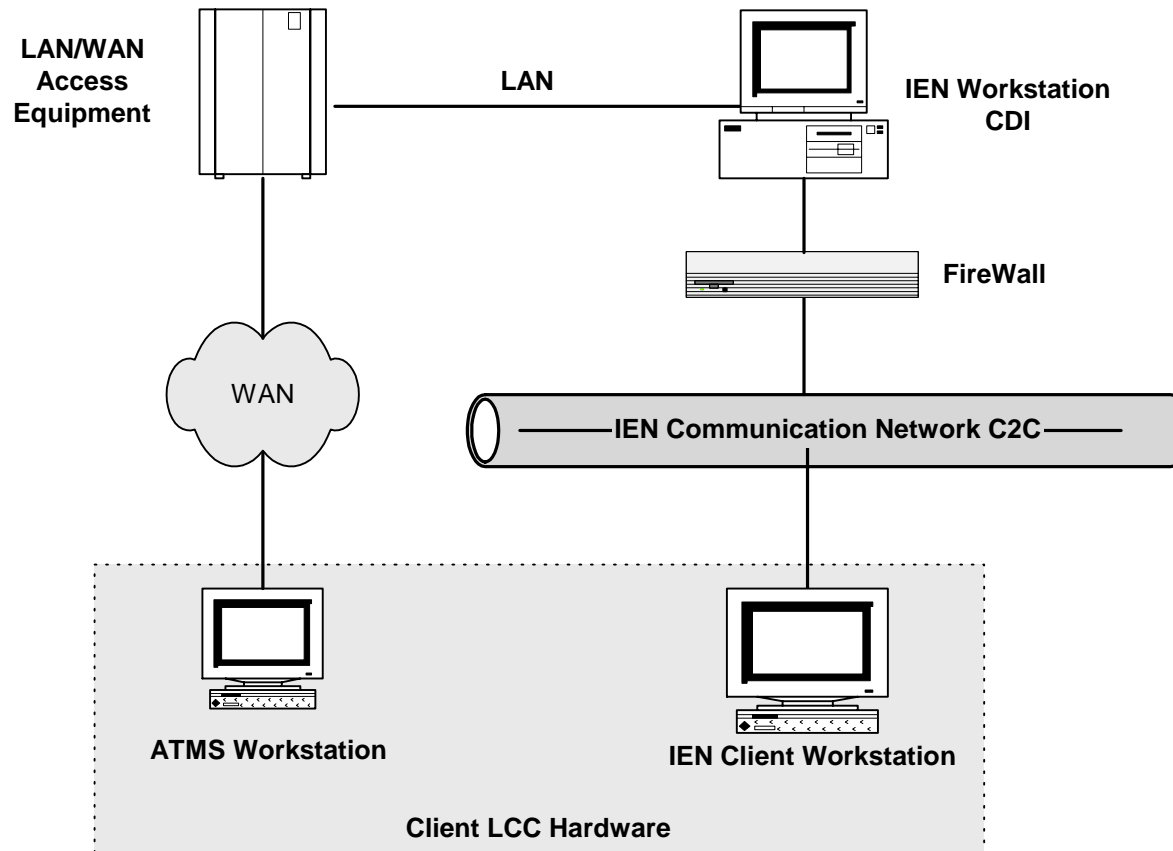 LAN/WAN
Access
Equipment
LAN
IEN Workstation
CDI
FireWall
WAN
IEN Communication Network C2C
ATMS Workstation
IEN Client Workstation
Client LCC Hardware